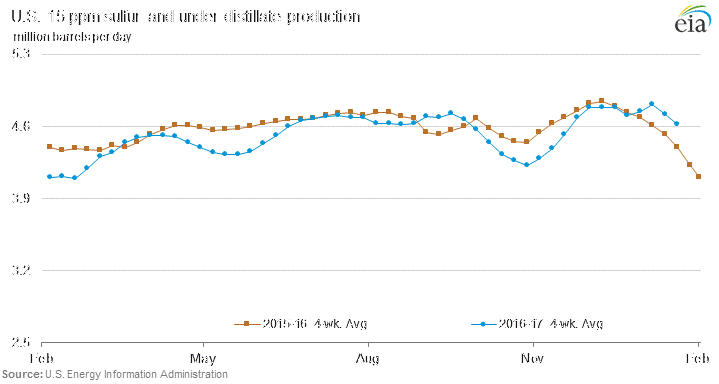 U.S. 15 ppm sulfur and under distillate production
million barrels per day
eia
5.3
4.6
3.9
3.2
2.5
Feb May Aug Nov Feb
2015-16 4-wk. Avg
2016-17 4-wk. Avg
Source: U.S. Energy Information Administration